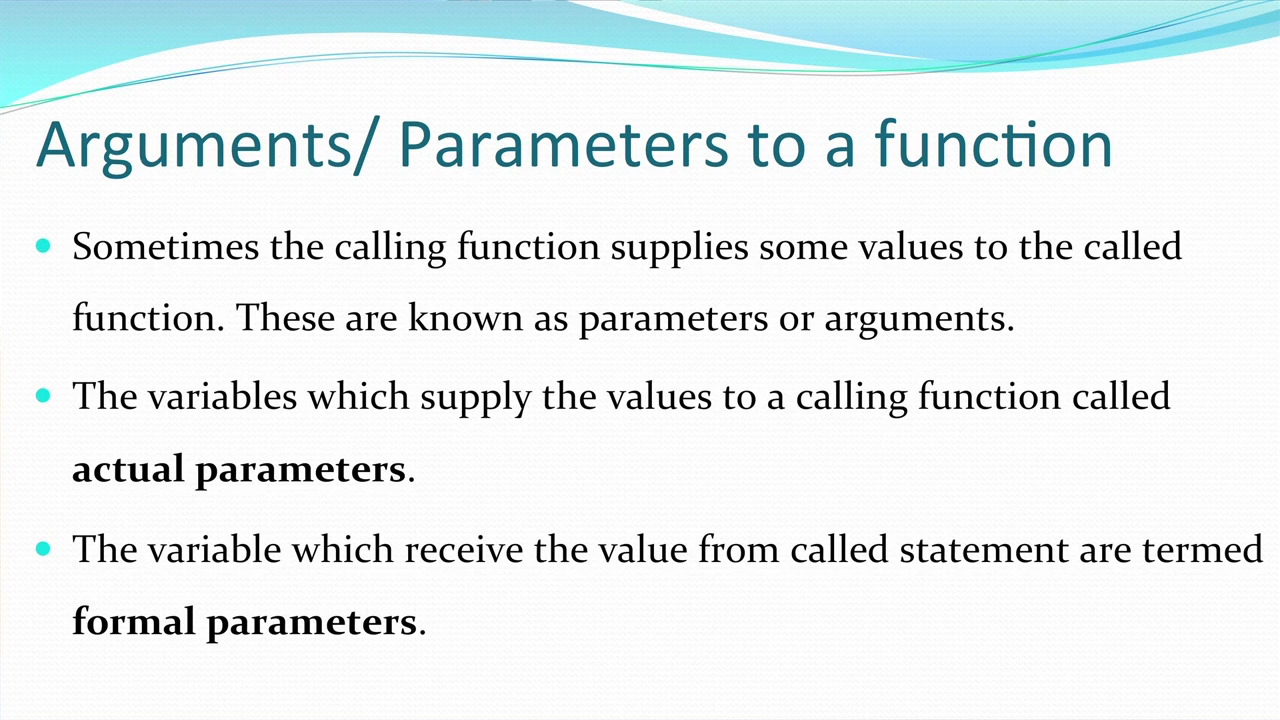 Arguments/ Parameters to a function
Sometimes the calling function supplies some values to the called
function. These are known as parameters or arguments.
The variables which supply the values to a calling function called
actual parameters.
The variable which receive the value from called statement are termed
formal parameters.